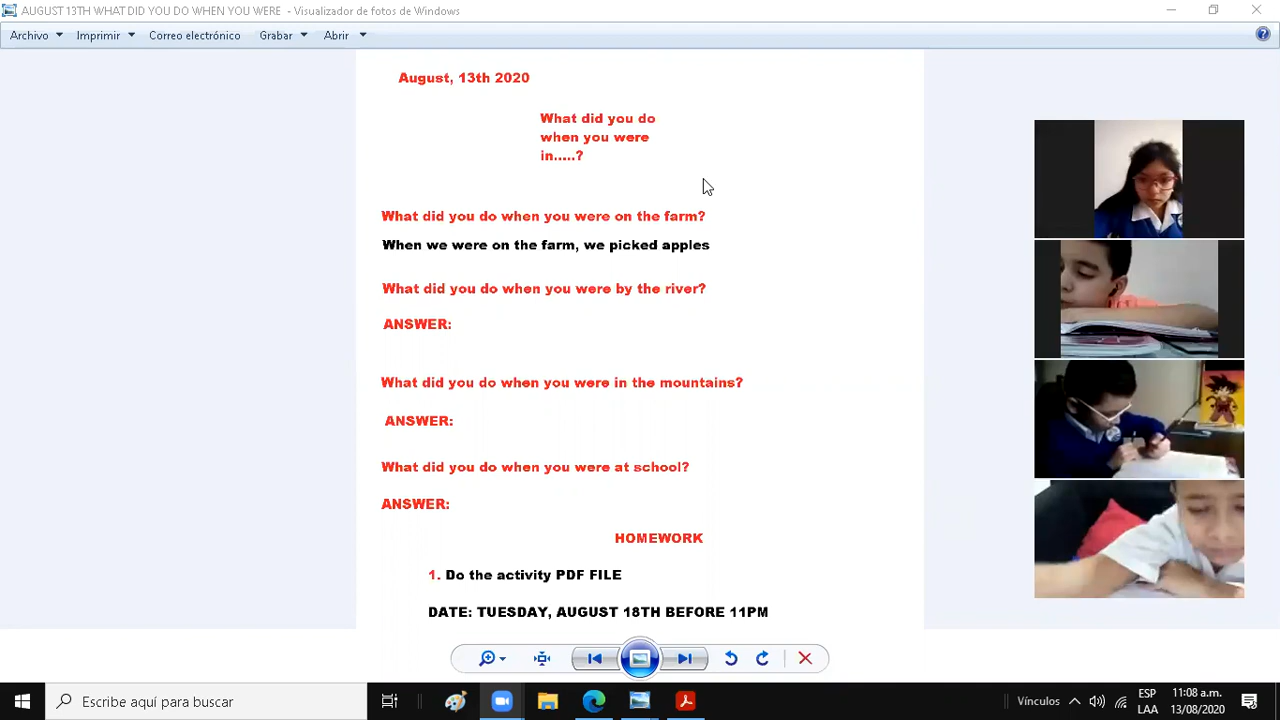 AUGUST 13TH WHAT DID YOU DO WHEN YOU WERE - Visualizador de fotos de Windows
Archivo Imprimir Correo electrónico Grabar Abrir
August, 13th 2020
What did you do
when you were
in.....?
What did you do when you were on the farm?
When we were on the farm, we picked apples
What did you do when you were by the river?
ANSWER:
What did you do when you were in the mountains?
ANSWER:
What did you do when you were at school?
ANSWER:
HOMEWORK
1. Do the activity PDF FILE
DATE: TUESDAY, AUGUST 18TH BEFORE 11PM
Escribe aquí para buscar
Vínculos
ESP
LAA
11:08 a.m.
13/08/2020